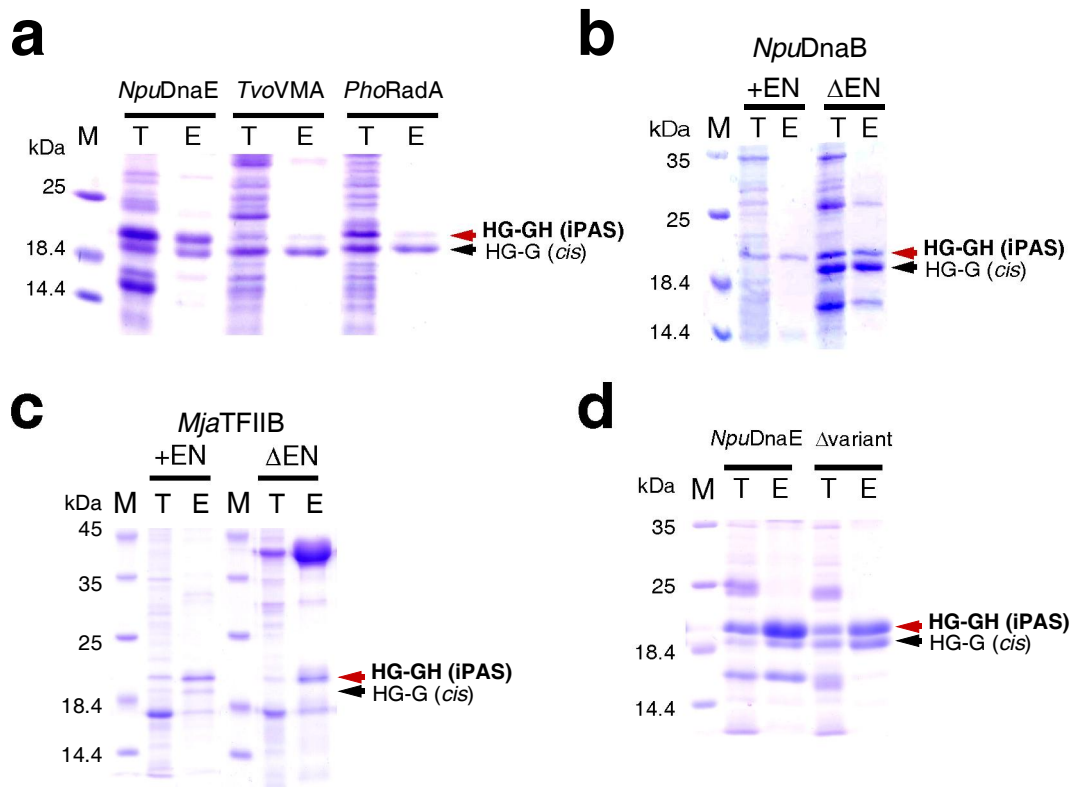 a
NpuDnaE TvoVMA PhoRadA
kDa M T E T E T E
25
18.4
14.4
HG-GH (iPAS)
HG-G (cis)
b
NpuDnaB
+EN ΔEN
kDa M T E T E
35
25
18.4
14.4
HG-GH (iPAS)
HG-G (cis)
c
MjaTFIIB
+EN ΔEN
kDa M T E M T E
45
35
25
18.4
14.4
HG-GH (iPAS)
HG-G (cis)
d
NpuDnaE Δvariant
kDa M T E T E
35
25
18.4
14.4
HG-GH (iPAS)
HG-G (cis)